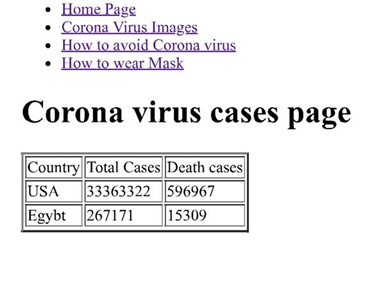 Home Page
Corona Virus Images
How to avoid Corona virus
How to wear Mask
Corona virus cases page
Country Total Cases Death cases
USA 33363322 596967
Egybt 267171 15309